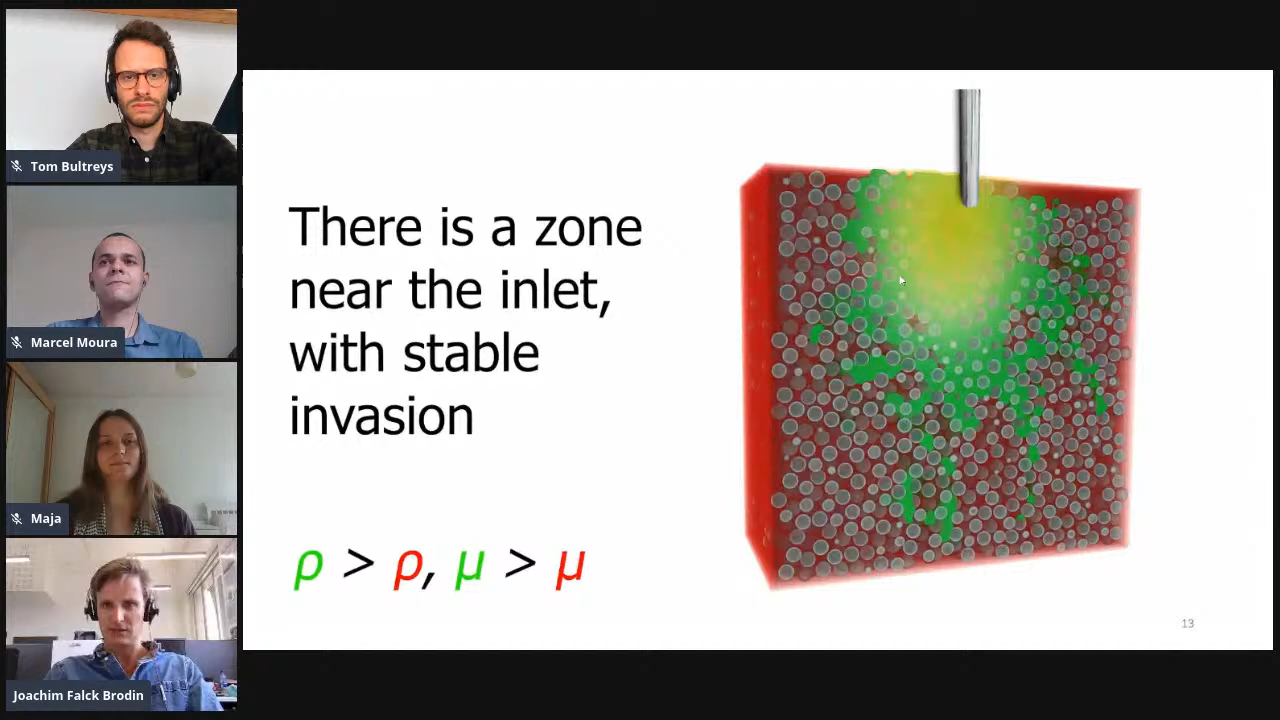 Tom Bultreys
Marcel Moura
Maja
Joachim Falck Brodin
There is a zone
near the inlet,
with stable
invasion
ρ > ρ, μ > μ
13